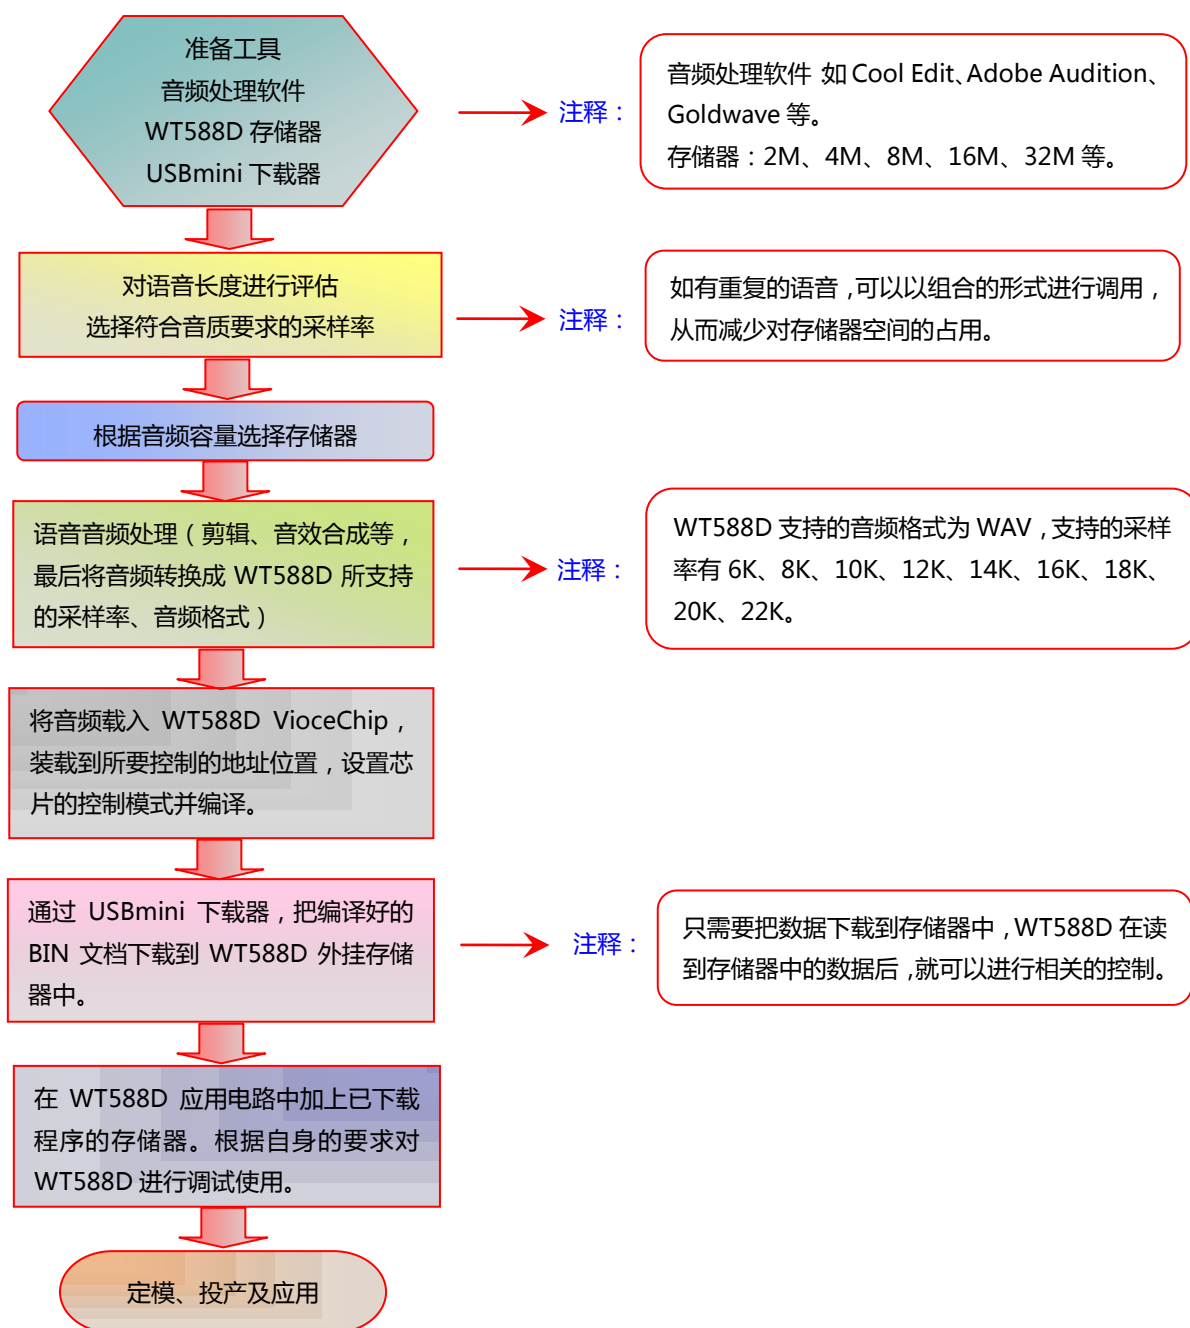 准备工具
音频处理软件
WT588D 存储器
USBmini 下载器
注释：
音频处理软件 如 Cool Edit、Adobe Audition、
Goldwave 等。
存储器：2M、4M、8M、16M、32M 等。
对语音长度进行评估
选择符合音质要求的采样率
注释：
如有重复的语音，可以以组合的形式进行调用，
从而减少对存储器空间的占用。
根据音频容量选择存储器
语音音频处理（剪辑、音效合成等，
最后将音频转换成 WT588D 所支持
的采样率、音频格式）
注释：
WT588D 支持的音频格式为 WAV，支持的采样
率有 6K、8K、10K、12K、14K、16K、18K、
20K、22K。
将音频载入 WT588D VioceChip，
装载到所要控制的地址位置，设置芯
片的控制模式并编译。
通过 USBmini 下载器，把编译好的
BIN 文档下载到 WT588D 外挂存储
器中。
注释：
只需要把数据下载到存储器中，WT588D 在读
到存储器中的数据后，就可以进行相关的控制。
在 WT588D 应用电路中加上已下载
程序的存储器。根据自身的要求对
WT588D 进行调试使用。
定模、投产及应用